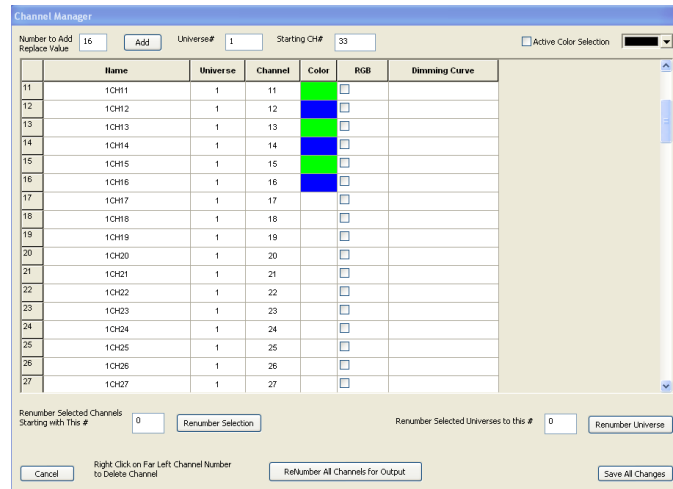 Channel Manager
Number to Add
Replace Value
16
Add
Universe#
1
Starting CH#
33
Active Color Selection
Name Universe Channel Color RGB Dimming Curve
11 1CH11 1 11
12 1CH12 1 12
13 1CH13 1 13
14 1CH14 1 14
15 1CH15 1 15
16 1CH16 1 16
17 1CH17 1 17
18 1CH18 1 18
19 1CH19 1 19
20 1CH20 1 20
21 1CH21 1 21
22 1CH22 1 22
23 1CH23 1 23
24 1CH24 1 24
25 1CH25 1 25
26 1CH26 1 26
27 1CH27 1 27
Renumber Selected Channels
Starting with This #
0
Renumber Selection
Renumber Selected Universes to this #
0
Renumber Universe
Cancel
Right Click on Far Left Channel Number
to Delete Channel
ReNumber All Channels for Output
Save All Changes